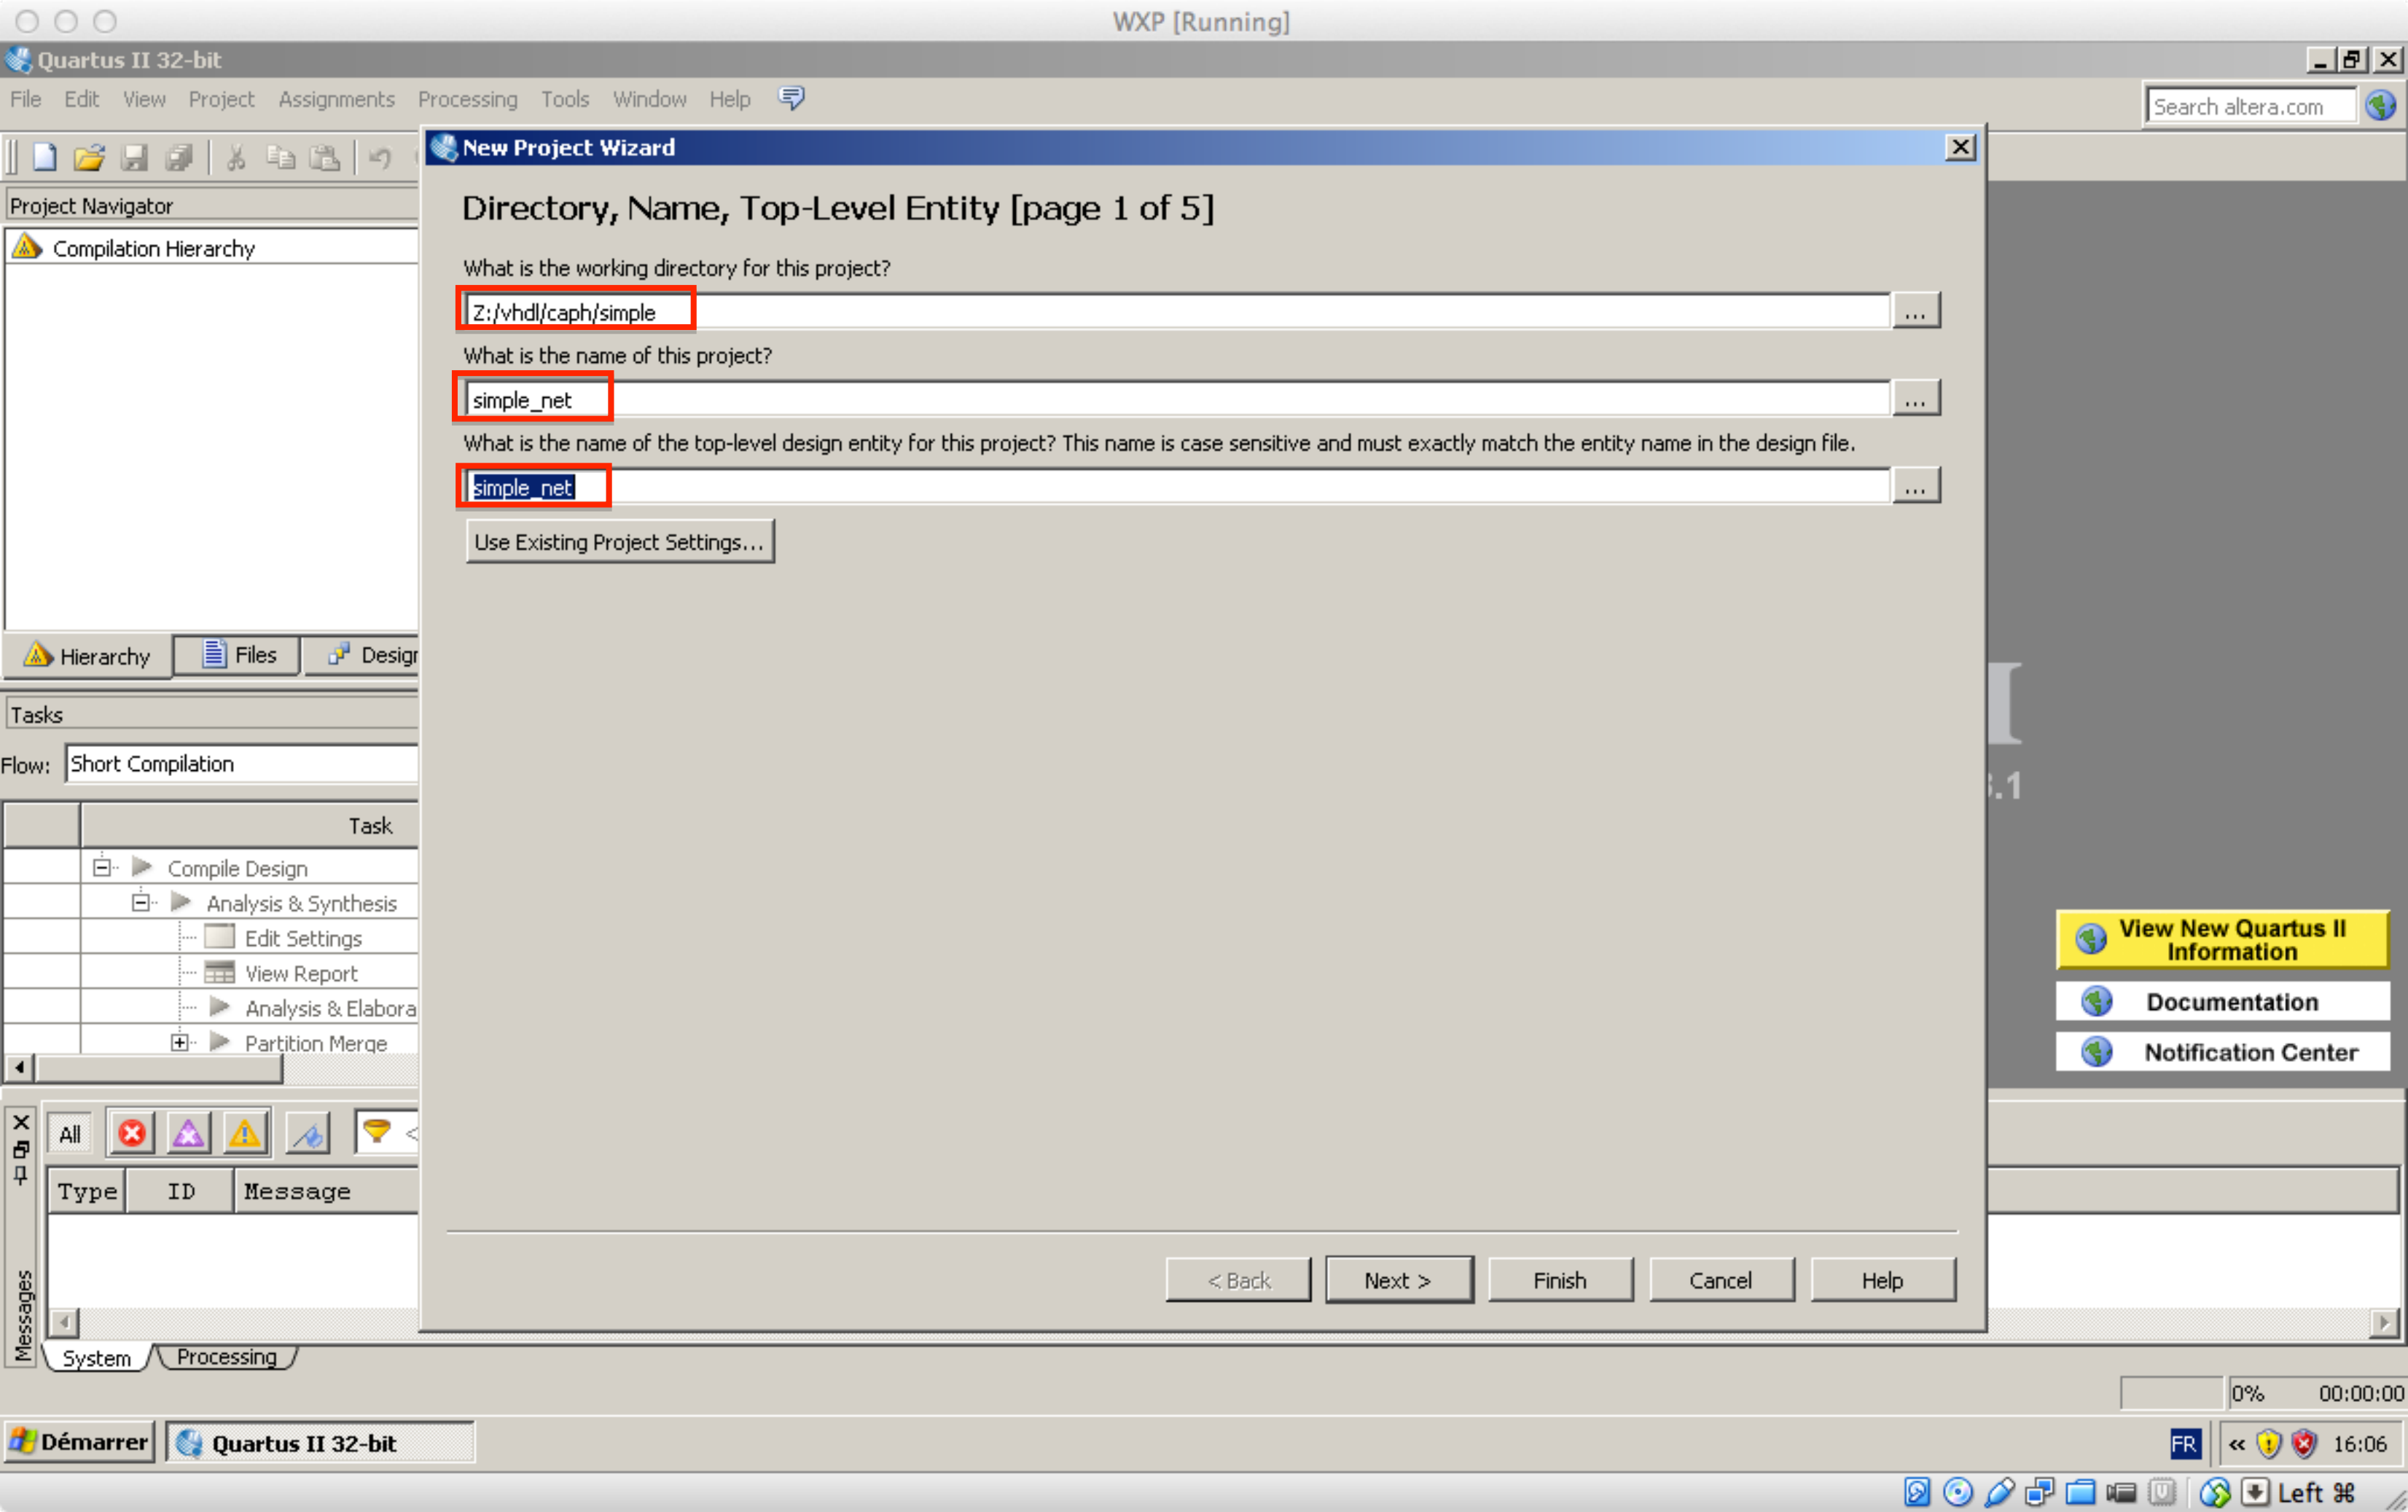 WXP [Running]
Quartus II 32-bit
File Edit View Project Assignments Processing Tools Window Help
Search altera.com
New Project Wizard
Project Navigator
Directory, Name, Top-Level Entity [page 1 of 5]
Compilation Hierarchy
What is the working directory for this project?
Z:/vhdl/caph/simple
...
What is the name of this project?
simple_net
...
What is the name of the top-level design entity for this project? This name is case sensitive and must exactly match the entity name in the design file.
simple_net
...
Use Existing Project Settings...
Hierarchy Files Design
Tasks
Flow: Short Compilation
.1
Task
Compile Design
Analysis & Synthesis
Edit Settings
View Report
Analysis & Elabora
Partition Merge
View New Quartus II
Information
Documentation
Notification Center
All <
Type ID Message
< Back Next > Finish Cancel Help
Messages
System Processing
0% 00:00:00
Démarrer Quartus II 32-bit FR « 16:06
Left ⌘